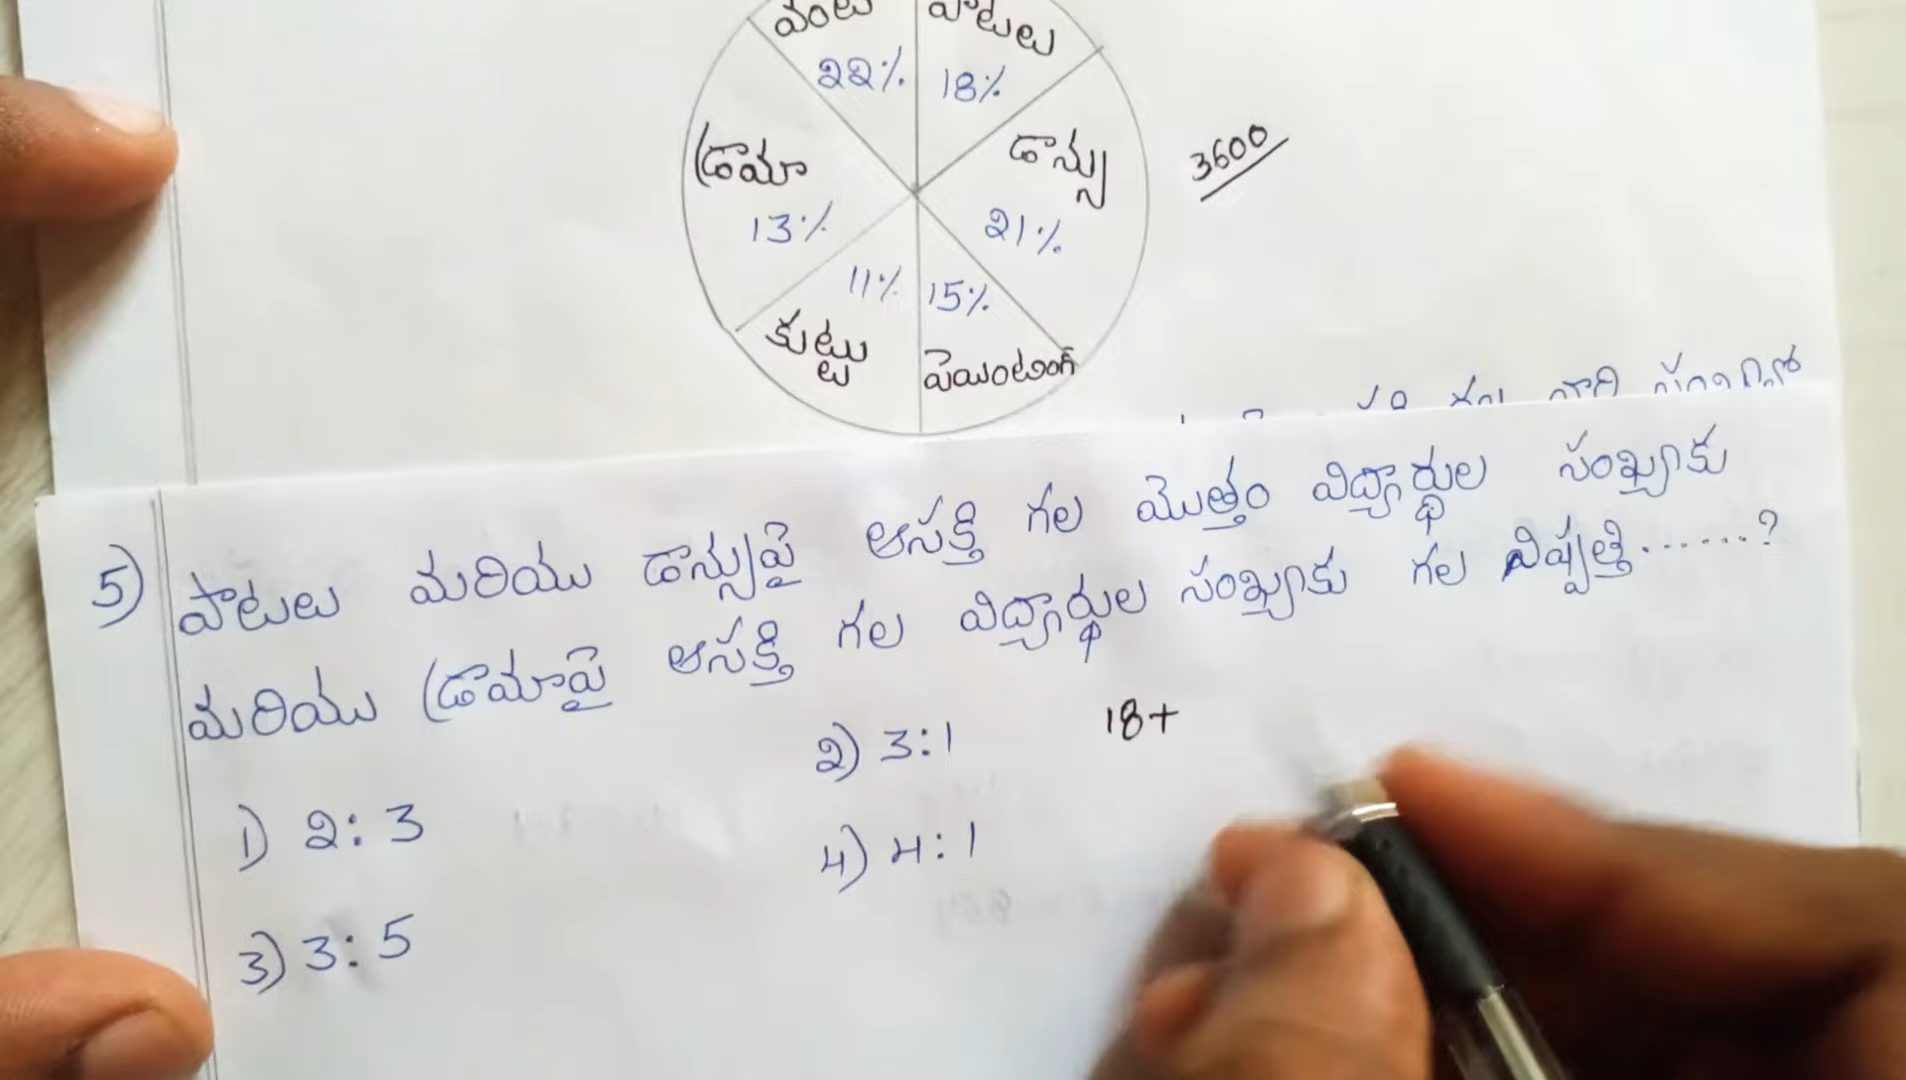 వంట
పాటలు
22%
18%
డ్రామా
డాన్సు
3600
13%
21%
11%
15%
కుట్లు
పెయింటింగ్
గల వారి
5) పాటలు మరియు డాన్సుపై ఆసక్తి గల మొత్తం విద్యార్థుల సంఖ్యకు
మరియు డ్రామాపై ఆసక్తి గల విద్యార్థుల సంఖ్యకు గల నిష్పత్తి.......?
18+
2) 3:1
1) 2:3
4) 4:1
3) 3:5